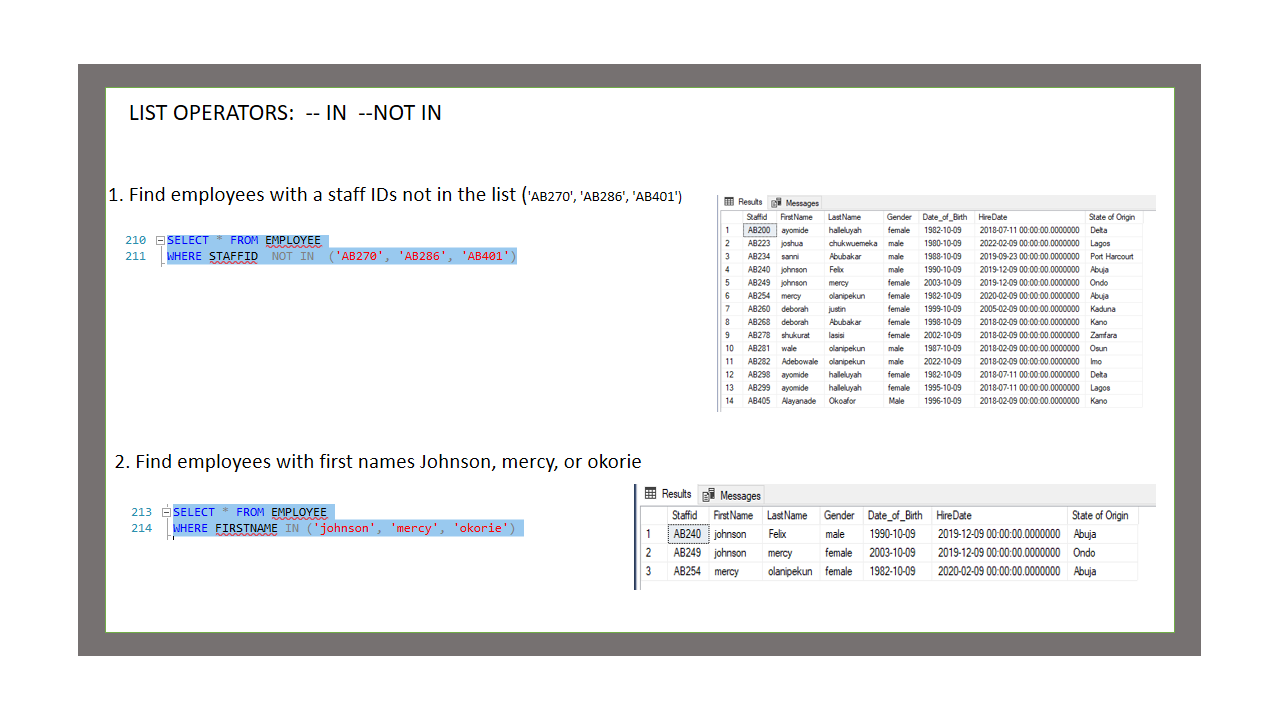 LIST OPERATORS:  -- IN  --NOT IN
1. Find employees with a staff IDs not in the list ('AB270', 'AB286', 'AB401')
210 SELECT * FROM EMPLOYEE
211 WHERE STAFFID  NOT IN  ('AB270', 'AB286', 'AB401')
Results Messages
StaffId FirstName LastName Gender Date_of_Birth HireDate State of Origin
1 AB200 ayomide halleluyah female 1982-10-09 2018-07-11 00:00:00.0000000 Delta
2 AB223 joshua chukwuemeka male 1980-10-09 2022-02-09 00:00:00.0000000 Lagos
3 AB234 sanni Abubakar male 1988-10-09 2019-09-23 00:00:00.0000000 Port Harcourt
4 AB240 johnson Felix male 1990-10-09 2019-12-09 00:00:00.0000000 Abuja
5 AB249 johnson mercy female 2003-10-09 2019-12-09 00:00:00.0000000 Ondo
6 AB254 mercy olanipekun female 1982-10-09 2020-02-09 00:00:00.0000000 Abuja
7 AB260 deborah justin female 1999-10-09 2005-02-09 00:00:00.0000000 Kaduna
8 AB268 deborah Abubakar female 1998-10-09 2018-02-09 00:00:00.0000000 Kano
9 AB278 shukurat lasisi female 2002-10-09 2018-02-09 00:00:00.0000000 Zamfara
10 AB281 wale olanipekun male 1987-10-09 2018-02-09 00:00:00.0000000 Osun
11 AB282 Adebowale olanipekun male 2022-10-09 2018-02-09 00:00:00.0000000 Imo
12 AB298 ayomide halleluyah female 1982-10-09 2018-07-11 00:00:00.0000000 Delta
13 AB299 ayomide halleluyah female 1995-10-09 2018-07-11 00:00:00.0000000 Lagos
14 AB405 Alayanade Okoafor Male 1996-10-09 2018-02-09 00:00:00.0000000 Kano
2. Find employees with first names Johnson, mercy, or okorie
213 SELECT * FROM EMPLOYEE
214 WHERE FIRSTNAME IN ('johnson', 'mercy', 'okorie')
Results Messages
StaffId FirstName LastName Gender Date_of_Birth HireDate State of Origin
1 AB240 johnson Felix male 1990-10-09 2019-12-09 00:00:00.0000000 Abuja
2 AB249 johnson mercy female 2003-10-09 2019-12-09 00:00:00.0000000 Ondo
3 AB254 mercy olanipekun female 1982-10-09 2020-02-09 00:00:00.0000000 Abuja